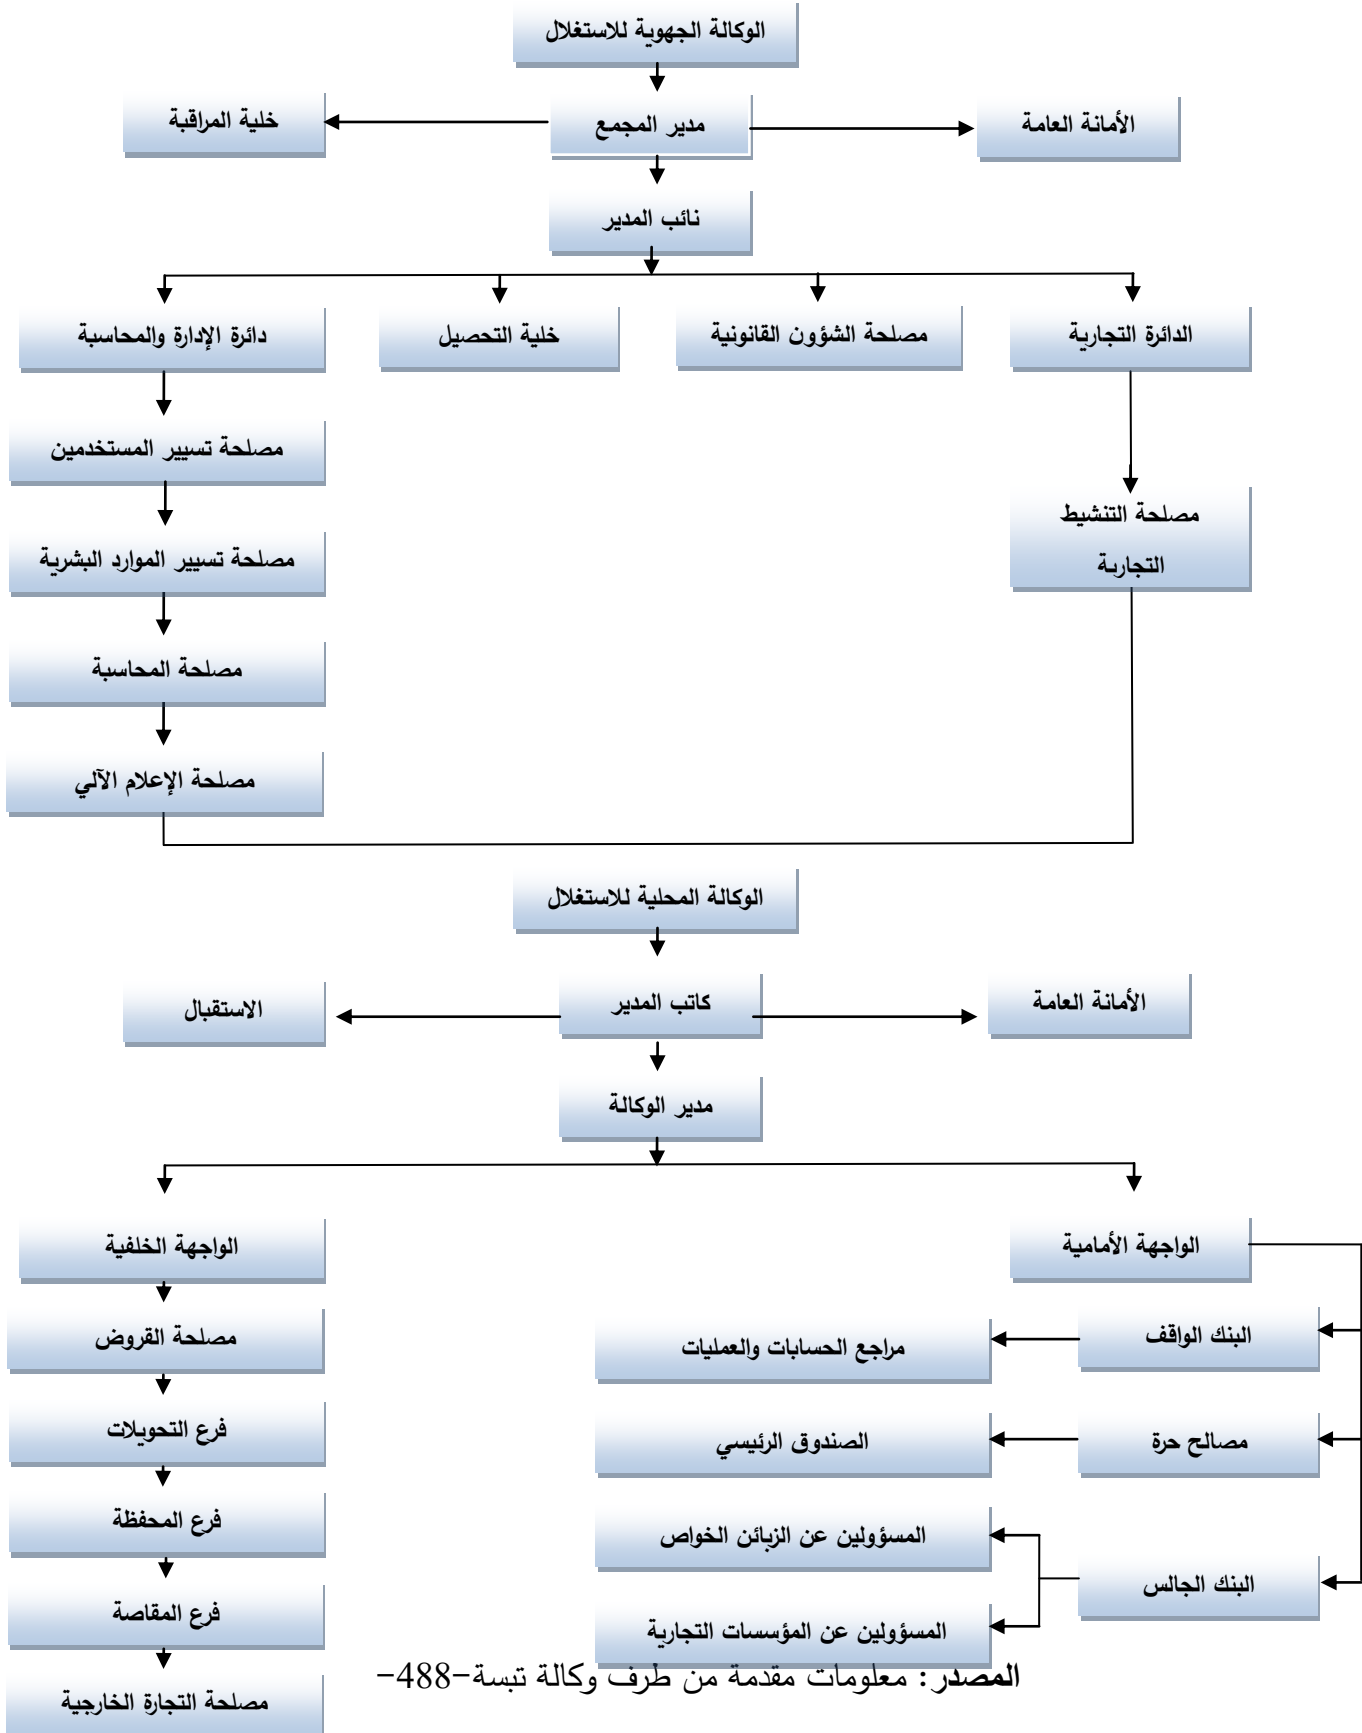 الوكالة الجهوية للاستغلال
الأمانة العامة
مدير المجمع
خلية المراقبة
نائب المدير
الدائرة التجارية
مصلحة الشؤون القانونية
خلية التحصيل
دائرة الإدارة والمحاسبة
مصلحة تسيير المستخدمين
مصلحة التنشيط
التجارية
مصلحة تسيير الموارد البشرية
مصلحة المحاسبة
مصلحة الإعلام الآلي
الوكالة المحلية للاستغلال
الأمانة العامة
كاتب المدير
الاستقبال
مدير الوكالة
الواجهة الأمامية
الواجهة الخلفية
البنك الواقف
مراجع الحسابات والعمليات
مصلحة القروض
مصالح حرة
الصندوق الرئيسي
فرع التحويلات
المسؤولين عن الزبائن الخواص
فرع المحفظة
البنك الجالس
المسؤولين عن المؤسسات التجارية
فرع المقاصة
المصدر: معلومات مقدمة من طرف وكالة تبسة-488-
مصلحة التجارة الخارجية